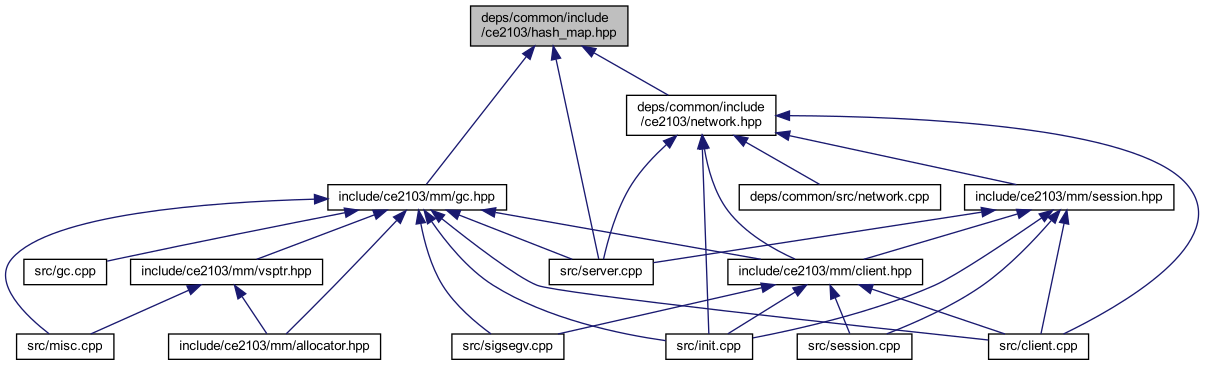 deps/common/include
/ce2103/hash_map.hpp
deps/common/include
/ce2103/network.hpp
include/ce2103/mm/gc.hpp
deps/common/src/network.cpp
include/ce2103/mm/session.hpp
src/gc.cpp
include/ce2103/mm/vsptr.hpp
src/server.cpp
include/ce2103/mm/client.hpp
src/misc.cpp
include/ce2103/mm/allocator.hpp
src/sigsegv.cpp
src/init.cpp
src/session.cpp
src/client.cpp